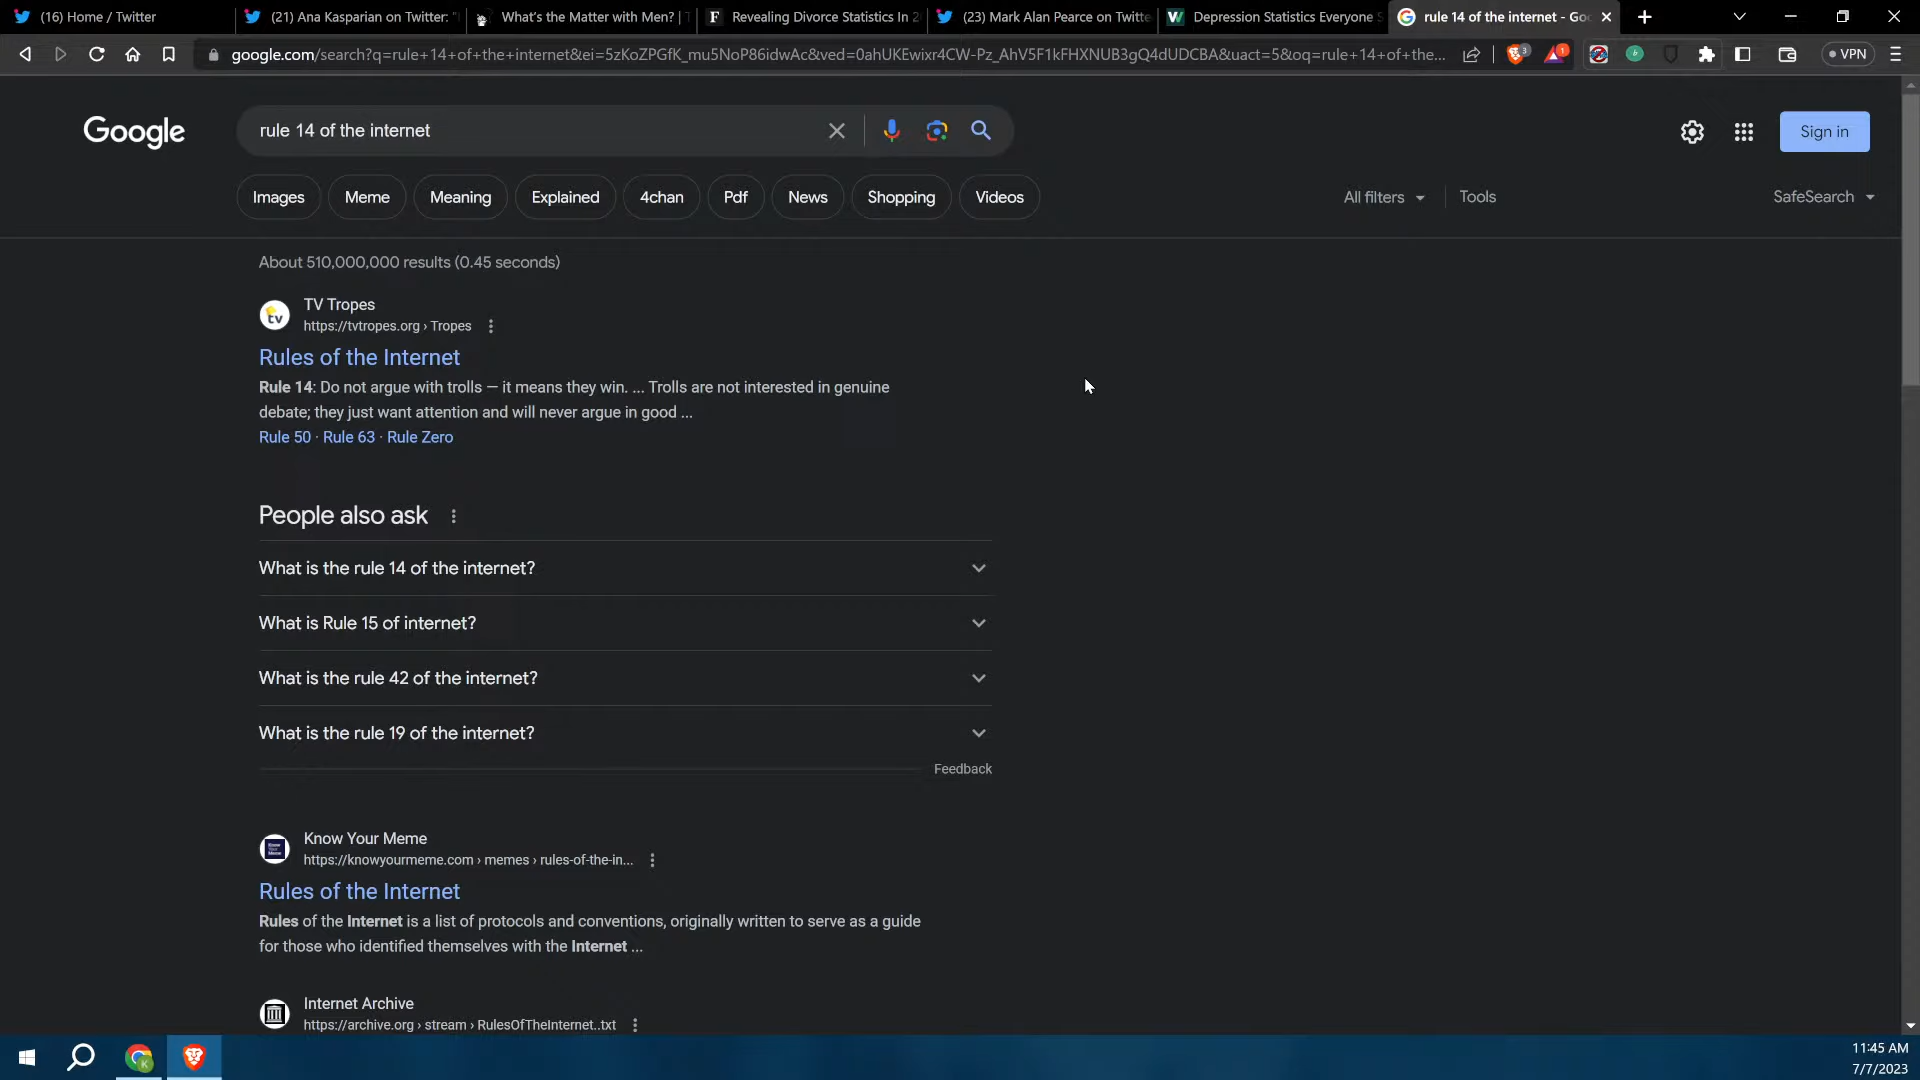 (16) Home / Twitter
(21) Ana Kasparian on Twitter: "
What's the Matter with Men? | T
Revealing Divorce Statistics In 2
(23) Mark Alan Pearce on Twitte
Depression Statistics Everyone S
rule 14 of the internet - Goo
google.com/search?q=rule+14+of+the+internet&ei=5zKoZPGfK_mu5NoP86idwAc&ved=0ahUKEwixr4CW-Pz_AhV5F1kFHXNUB3gQ4dUDCBA&uact=5&oq=rule+14+of+the...
VPN
Google
rule 14 of the internet
Sign in
Images
Meme
Meaning
Explained
4chan
Pdf
News
Shopping
Videos
All filters
Tools
SafeSearch
About 510,000,000 results (0.45 seconds)
TV Tropes
https://tvtropes.org › Tropes
Rules of the Internet
Rule 14: Do not argue with trolls — it means they win. ... Trolls are not interested in genuine
debate; they just want attention and will never argue in good ...
Rule 50 · Rule 63 · Rule Zero
People also ask
What is the rule 14 of the internet?
What is Rule 15 of internet?
What is the rule 42 of the internet?
What is the rule 19 of the internet?
Feedback
Know Your Meme
https://knowyourmeme.com › memes › rules-of-the-in...
Rules of the Internet
Rules of the Internet is a list of protocols and conventions, originally written to serve as a guide
for those who identified themselves with the Internet ...
Internet Archive
https://archive.org › stream › RulesOfTheInternet..txt
11:45 AM
7/7/2023